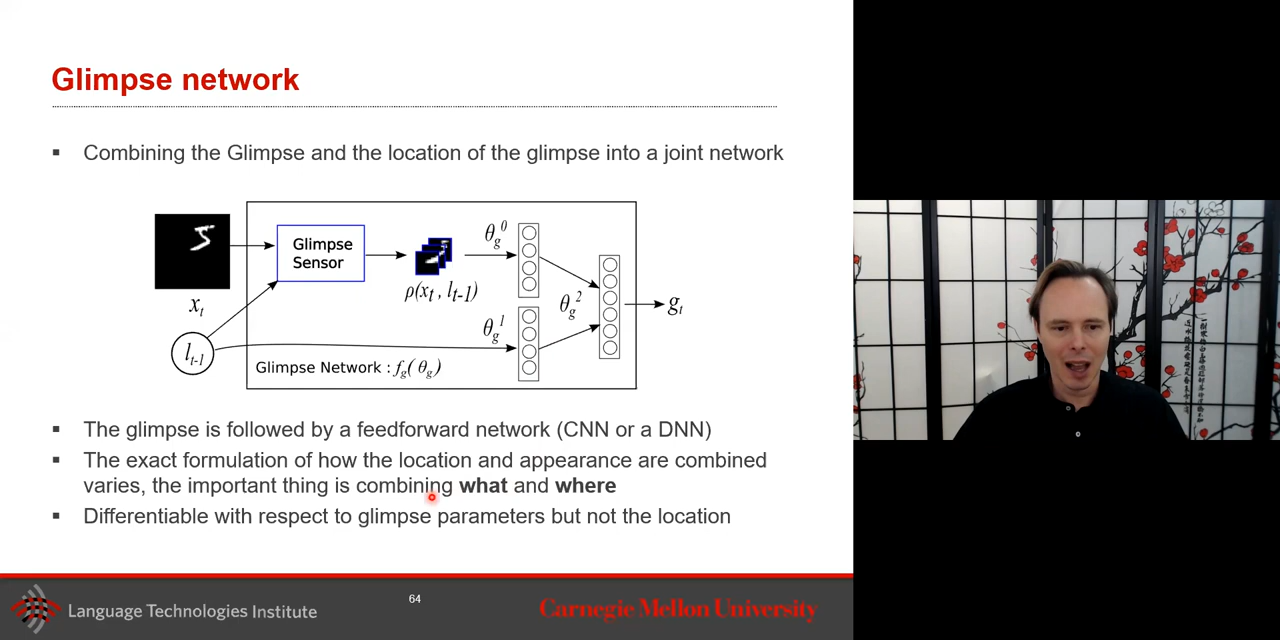 Glimpse network
▪ Combining the Glimpse and the location of the glimpse into a joint network
Glimpse
Sensor
x_t
l_{t-1}
ρ(x_t , l_{t-1})
θ_g^0
θ_g^1
θ_g^2
g_t
Glimpse Network : f_g( θ_g )
▪ The glimpse is followed by a feedforward network (CNN or a DNN)
▪ The exact formulation of how the location and appearance are combined
varies, the important thing is combining what and where
▪ Differentiable with respect to glimpse parameters but not the location
Language Technologies Institute
64
Carnegie Mellon University